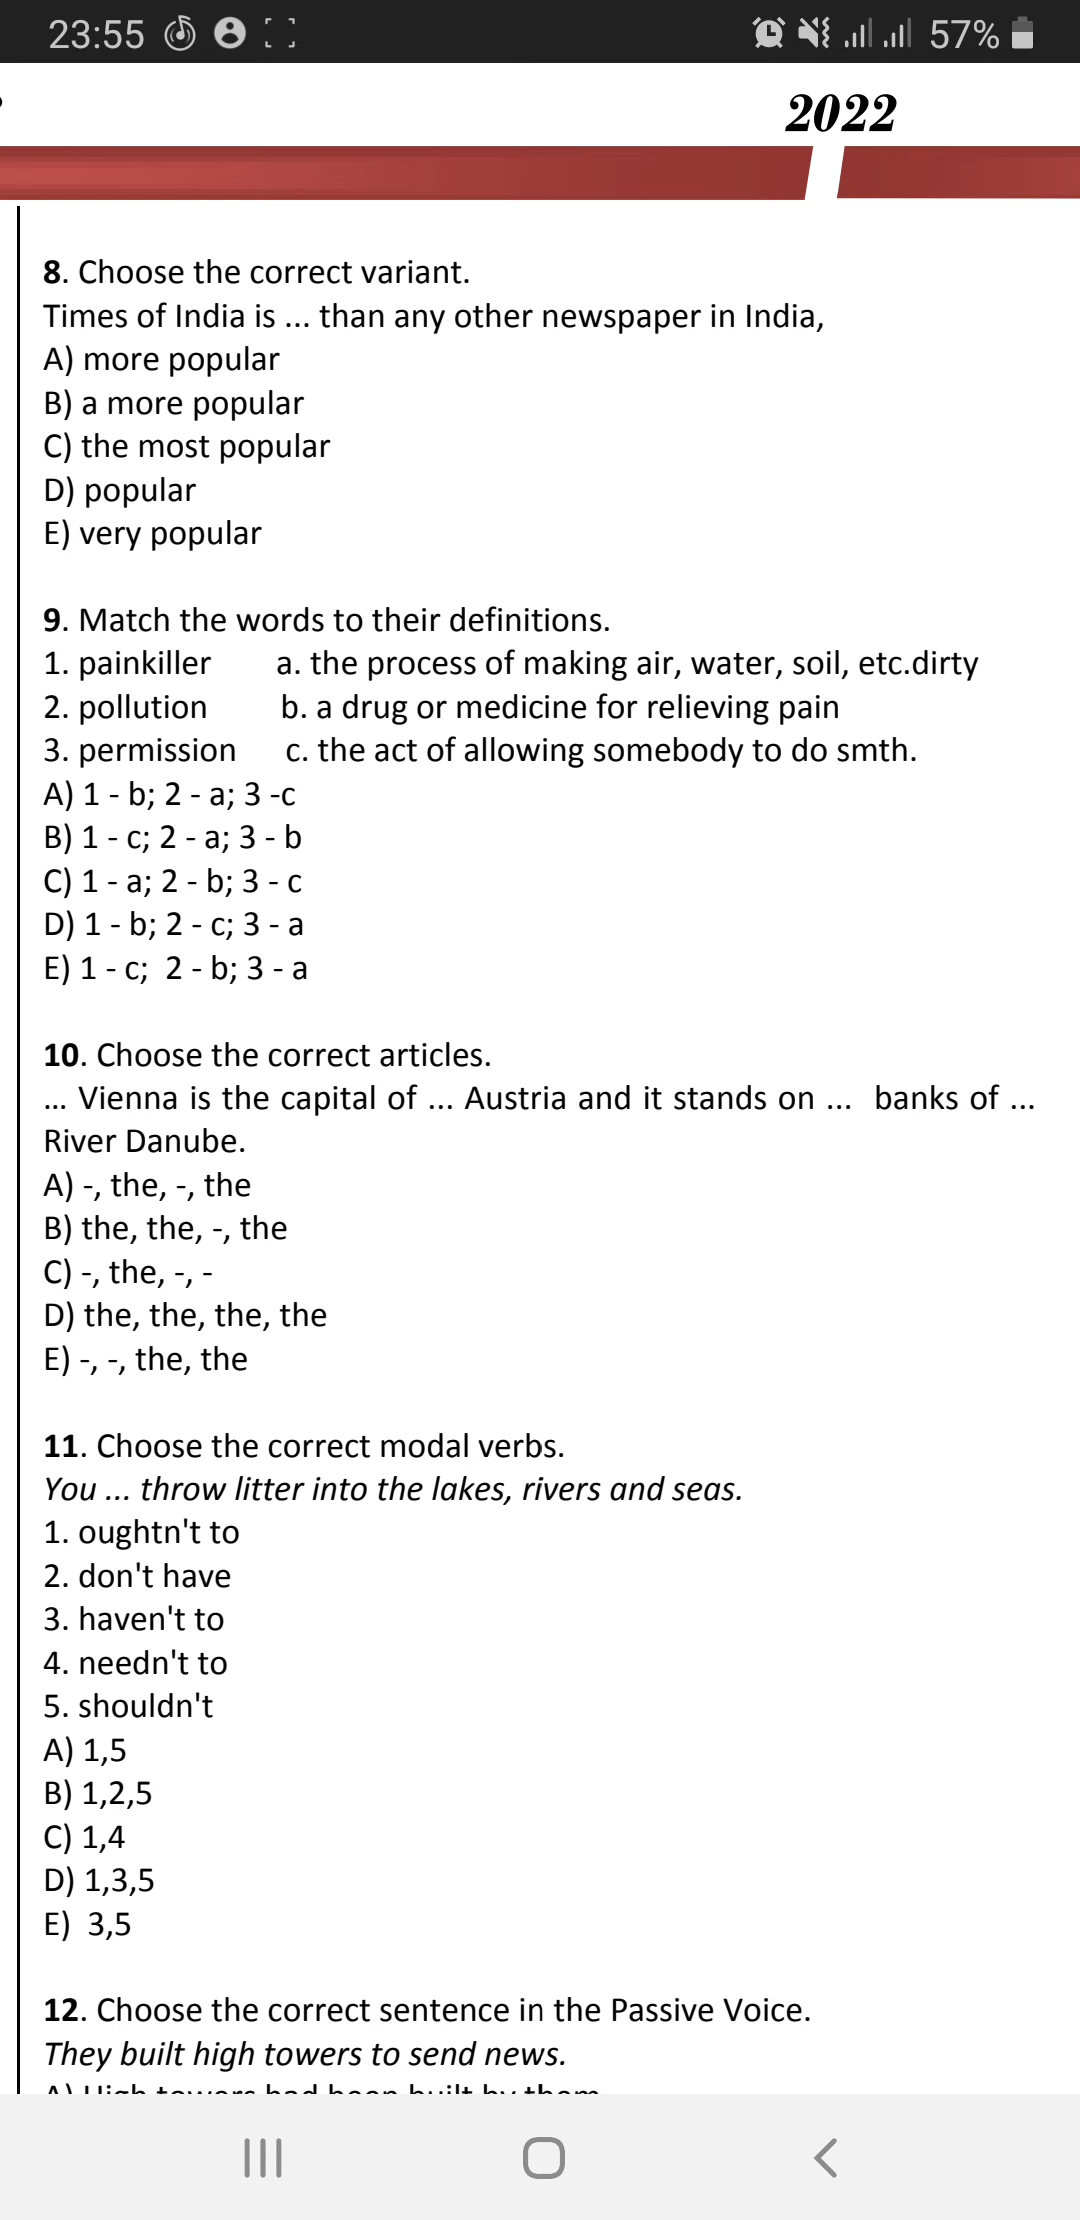 23:55 57%
2022
8. Choose the correct variant.
Times of India is ... than any other newspaper in India,
A) more popular
B) a more popular
C) the most popular
D) popular
E) very popular
9. Match the words to their definitions.
1. painkiller a. the process of making air, water, soil, etc.dirty
2. pollution b. a drug or medicine for relieving pain
3. permission c. the act of allowing somebody to do smth.
A) 1 - b; 2 - a; 3 -c
B) 1 - c; 2 - a; 3 - b
C) 1 - a; 2 - b; 3 - c
D) 1 - b; 2 - c; 3 - a
E) 1 - c; 2 - b; 3 - a
10. Choose the correct articles.
... Vienna is the capital of ... Austria and it stands on ... banks of ...
River Danube.
A) -, the, -, the
B) the, the, -, the
C) -, the, -, -
D) the, the, the, the
E) -, -, the, the
11. Choose the correct modal verbs.
You ... throw litter into the lakes, rivers and seas.
1. oughtn't to
2. don't have
3. haven't to
4. needn't to
5. shouldn't
A) 1,5
B) 1,2,5
C) 1,4
D) 1,3,5
E) 3,5
12. Choose the correct sentence in the Passive Voice.
They built high towers to send news.
A) High towers had been built by them